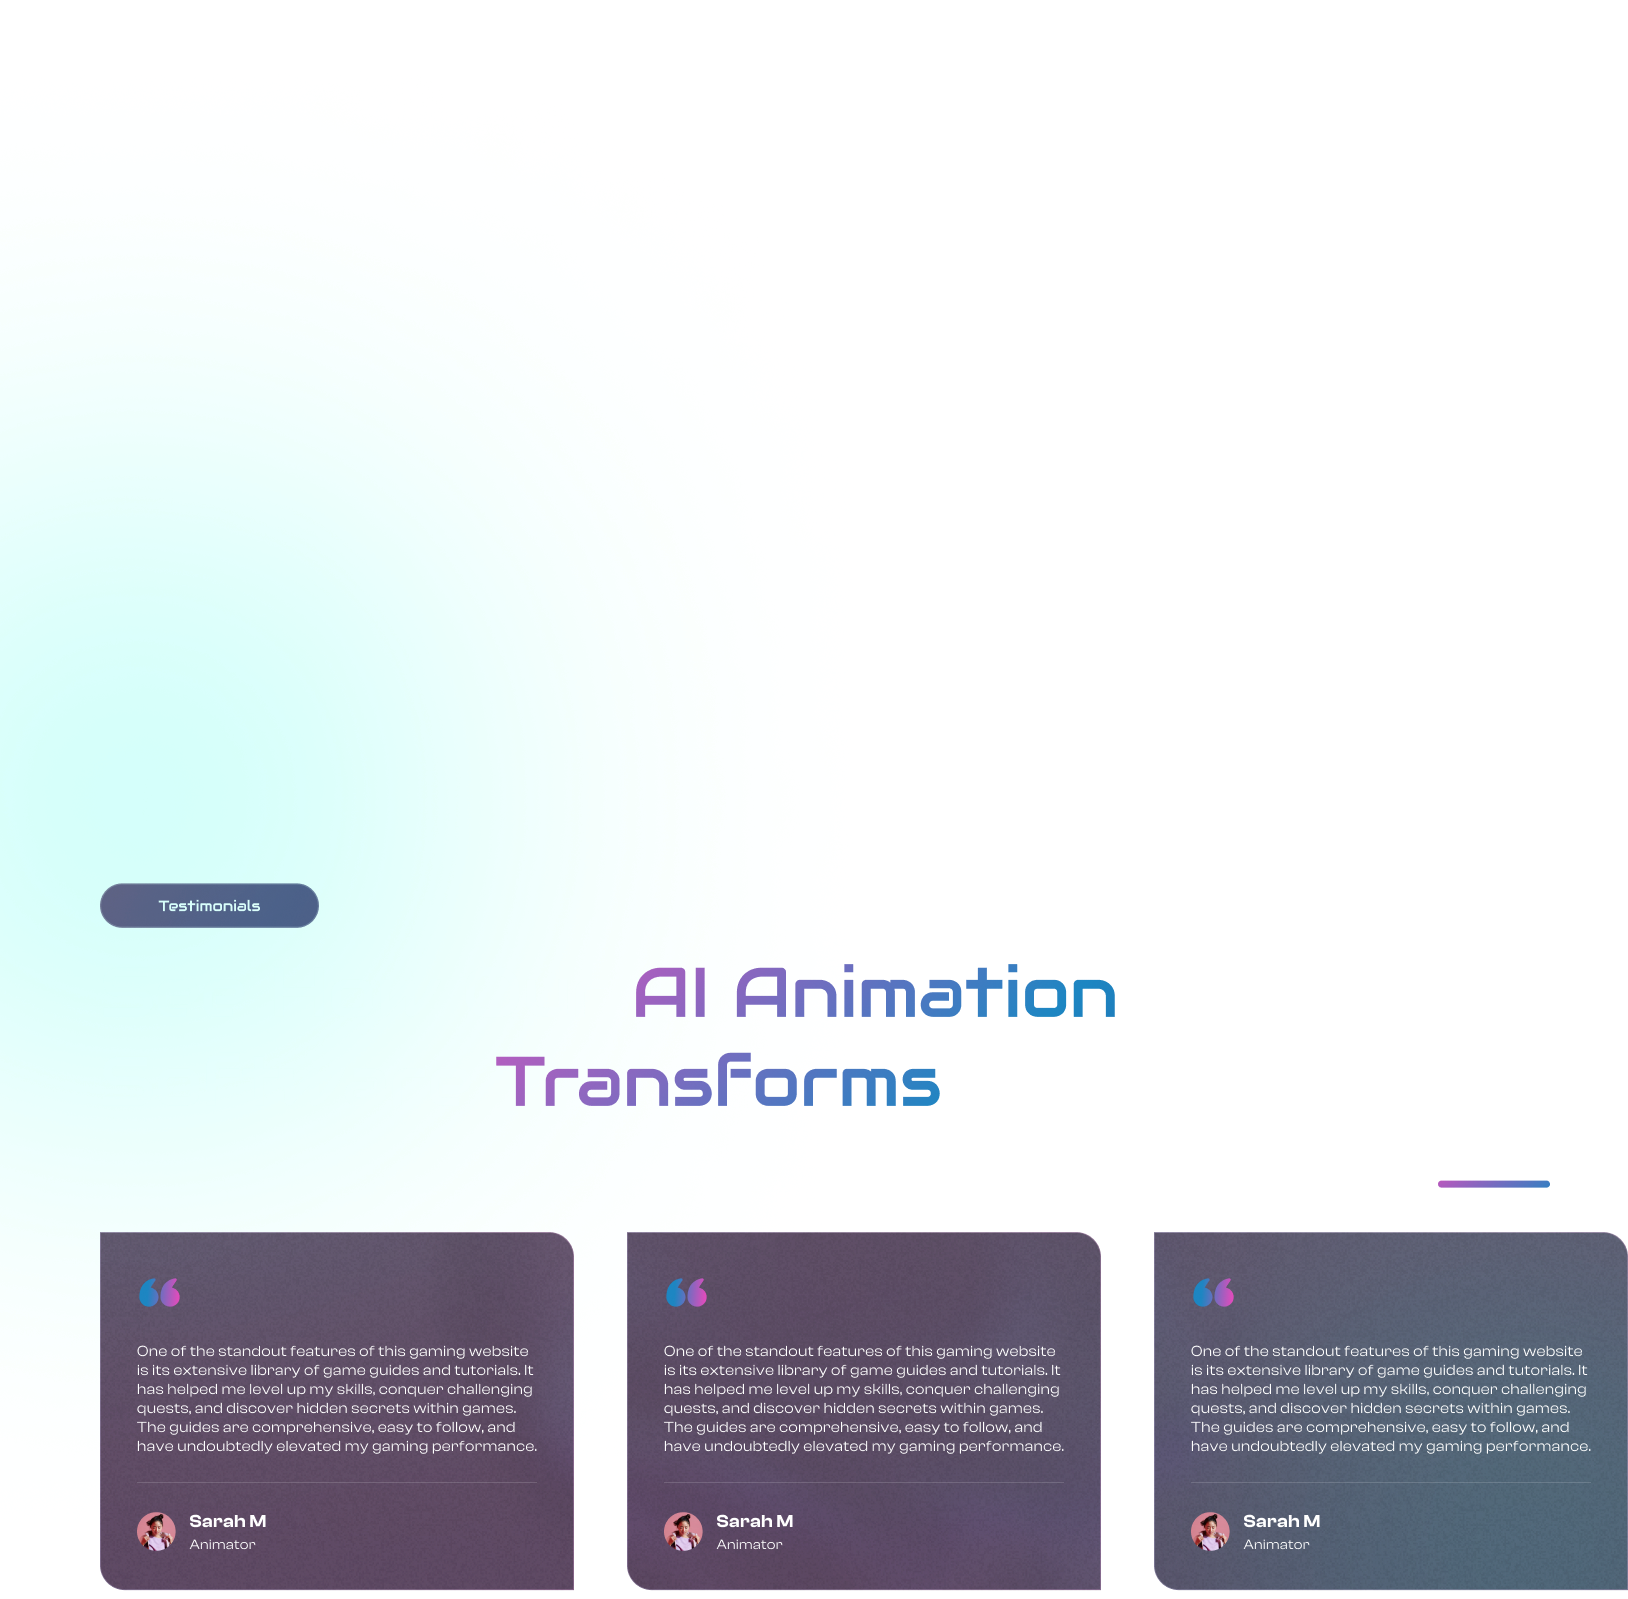 Testimonials
AI Animation
Transforms
One of the standout features of this gaming website
is its extensive library of game guides and tutorials. It
has helped me level up my skills, conquer challenging
quests, and discover hidden secrets within games.
The guides are comprehensive, easy to follow, and
have undoubtedly elevated my gaming performance.
Sarah M
Animator
One of the standout features of this gaming website
is its extensive library of game guides and tutorials. It
has helped me level up my skills, conquer challenging
quests, and discover hidden secrets within games.
The guides are comprehensive, easy to follow, and
have undoubtedly elevated my gaming performance.
Sarah M
Animator
One of the standout features of this gaming website
is its extensive library of game guides and tutorials. It
has helped me level up my skills, conquer challenging
quests, and discover hidden secrets within games.
The guides are comprehensive, easy to follow, and
have undoubtedly elevated my gaming performance.
Sarah M
Animator